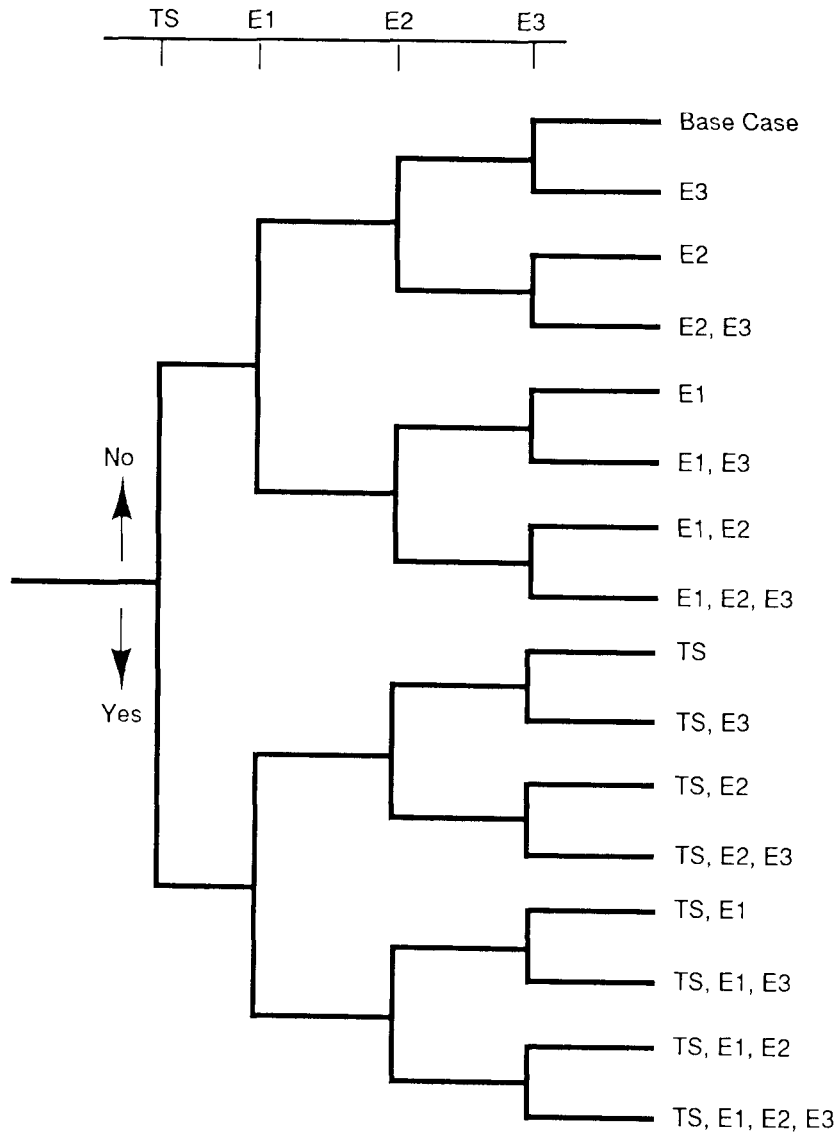 TS E1 E2 E3
Base Case
E3
E2
E2, E3
E1
No
E1, E3
E1, E2
E1, E2, E3
TS
Yes
TS, E3
TS, E2
TS, E2, E3
TS, E1
TS, E1, E3
TS, E1, E2
TS, E1, E2, E3